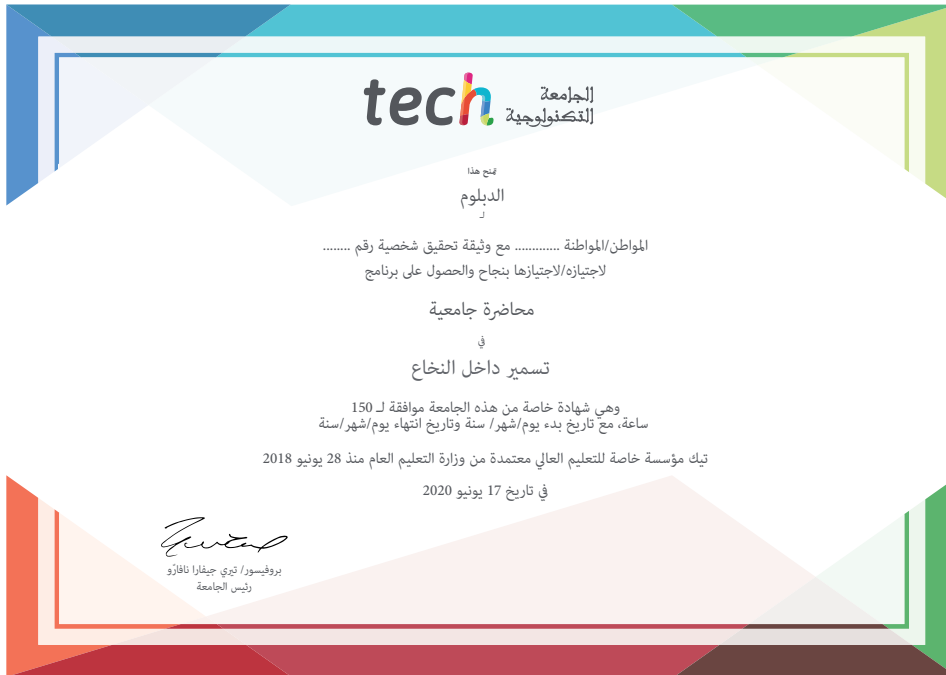 tech الجامعة
التكنولوجية
يمنح هذا
الدبلوم
لـ
المواطن/المواطنة ............ مع وثيقة تحقيق شخصية رقم ........
لاجتيازه/لاجتيازها بنجاح والحصول على برنامج
محاضرة جامعية
في
تسمير داخل النخاع
وهي شهادة خاصة من هذه الجامعة موافقة لـ 150
ساعة، مع تاريخ بدء يوم/شهر/ سنة وتاريخ انتهاء يوم/شهر/سنة
تيك مؤسسة خاصة للتعليم العالي معتمدة من وزارة التعليم العام منذ 28 يونيو 2018
في تاريخ 17 يونيو 2020
بروفيسور/ تيري جيفارا نافارّو
رئيس الجامعة